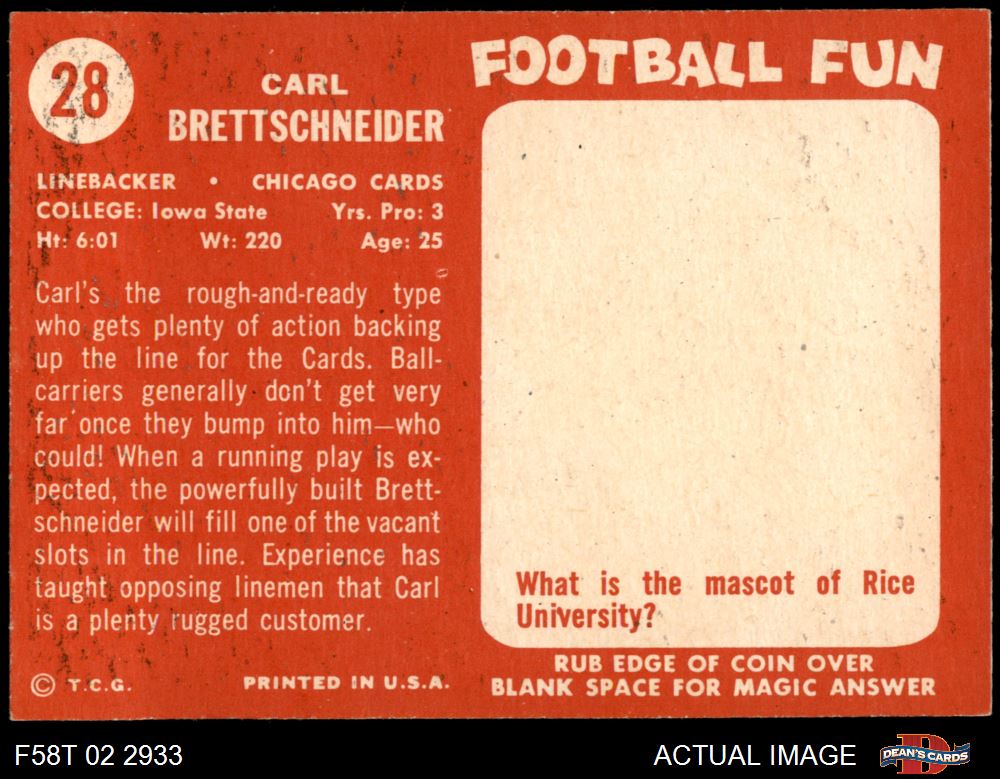 28
CARL
BRETTSCHNEIDER
LINEBACKER • CHICAGO CARDS
COLLEGE: Iowa State Yrs. Pro: 3
Ht: 6:01 Wt: 220 Age: 25
Carl's the rough-and-ready type
who gets plenty of action backing
up the line for the Cards. Ball-
carriers generally don't get very
far once they bump into him—who
could! When a running play is ex-
pected, the powerfully built Brett-
schneider will fill one of the vacant
slots in the line. Experience has
taught opposing linemen that Carl
is a plenty rugged customer.
© T.C.G. PRINTED IN U.S.A.
FOOTBALL FUN
What is the mascot of Rice
University?
RUB EDGE OF COIN OVER
BLANK SPACE FOR MAGIC ANSWER
F58T 02 2933
ACTUAL IMAGE
DEAN'S CARDS